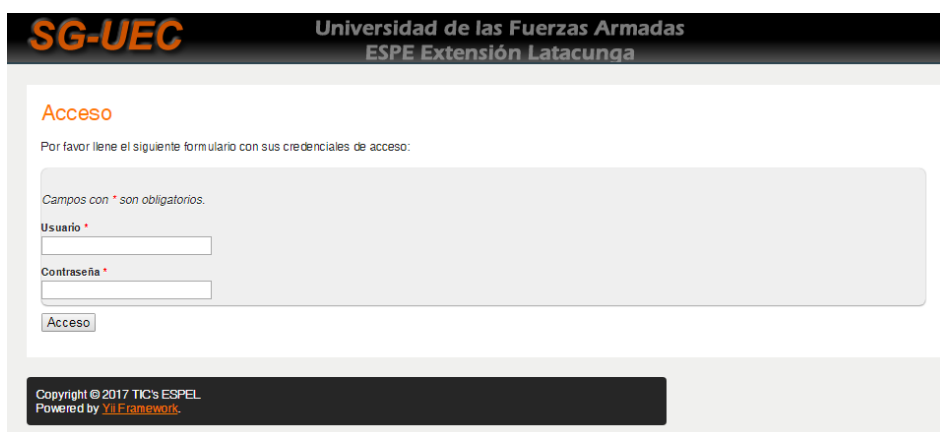 SG-UEC
Universidad de las Fuerzas Armadas
ESPE Extensión Latacunga
Acceso
Por favor llene el siguiente formulario con sus credenciales de acceso:
Campos con * son obligatorios.
Usuario *
Contraseña *
Acceso
Copyright © 2017 TIC's ESPEL
Powered by Yii Framework.